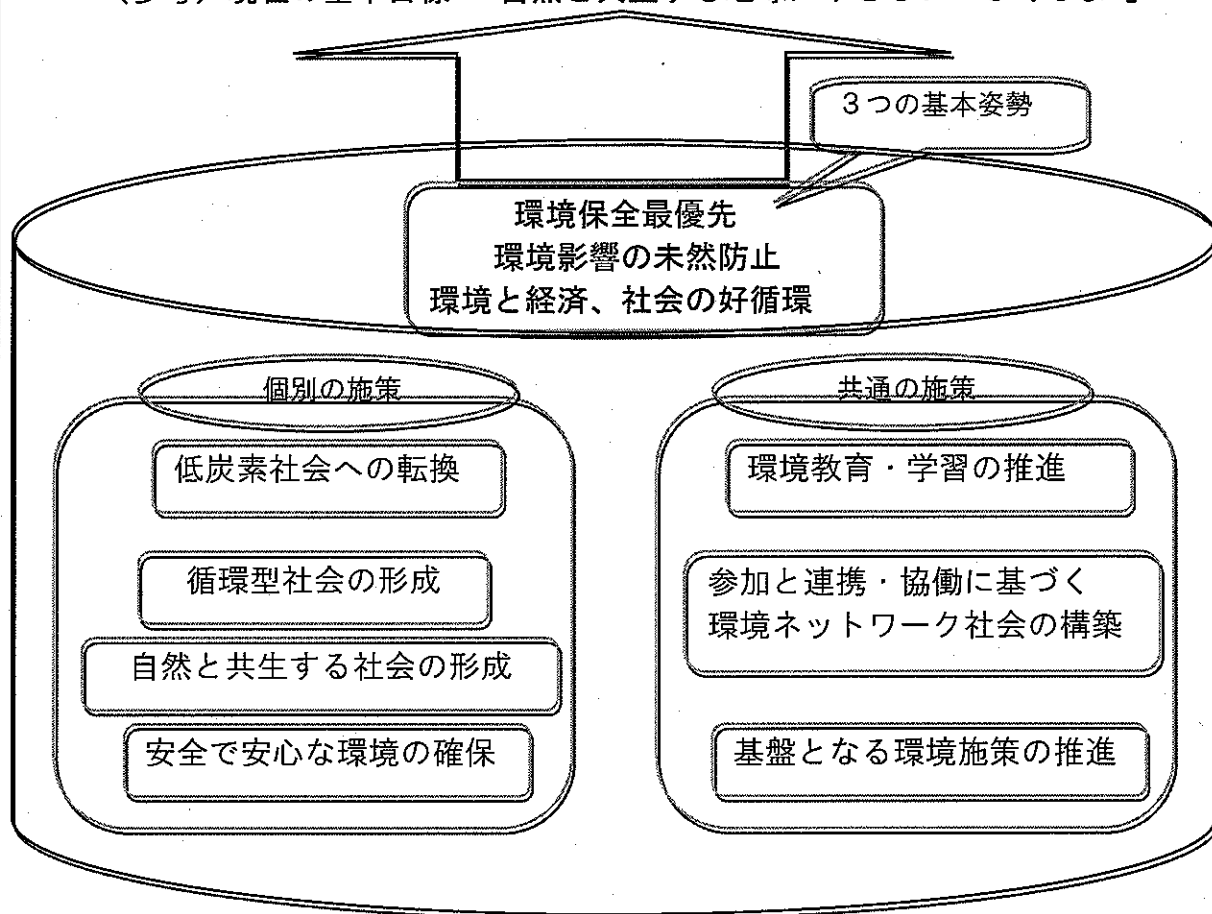 ３つの基本姿勢
環境保全最優先
環境影響の未然防止
環境と経済、社会の好循環
個別の施策
低炭素社会への転換
循環型社会の形成
自然と共生する社会の形成
安全で安心な環境の確保
共通の施策
環境教育・学習の推進
参加と連携・協働に基づく
環境ネットワーク社会の構築
基盤となる環境施策の推進